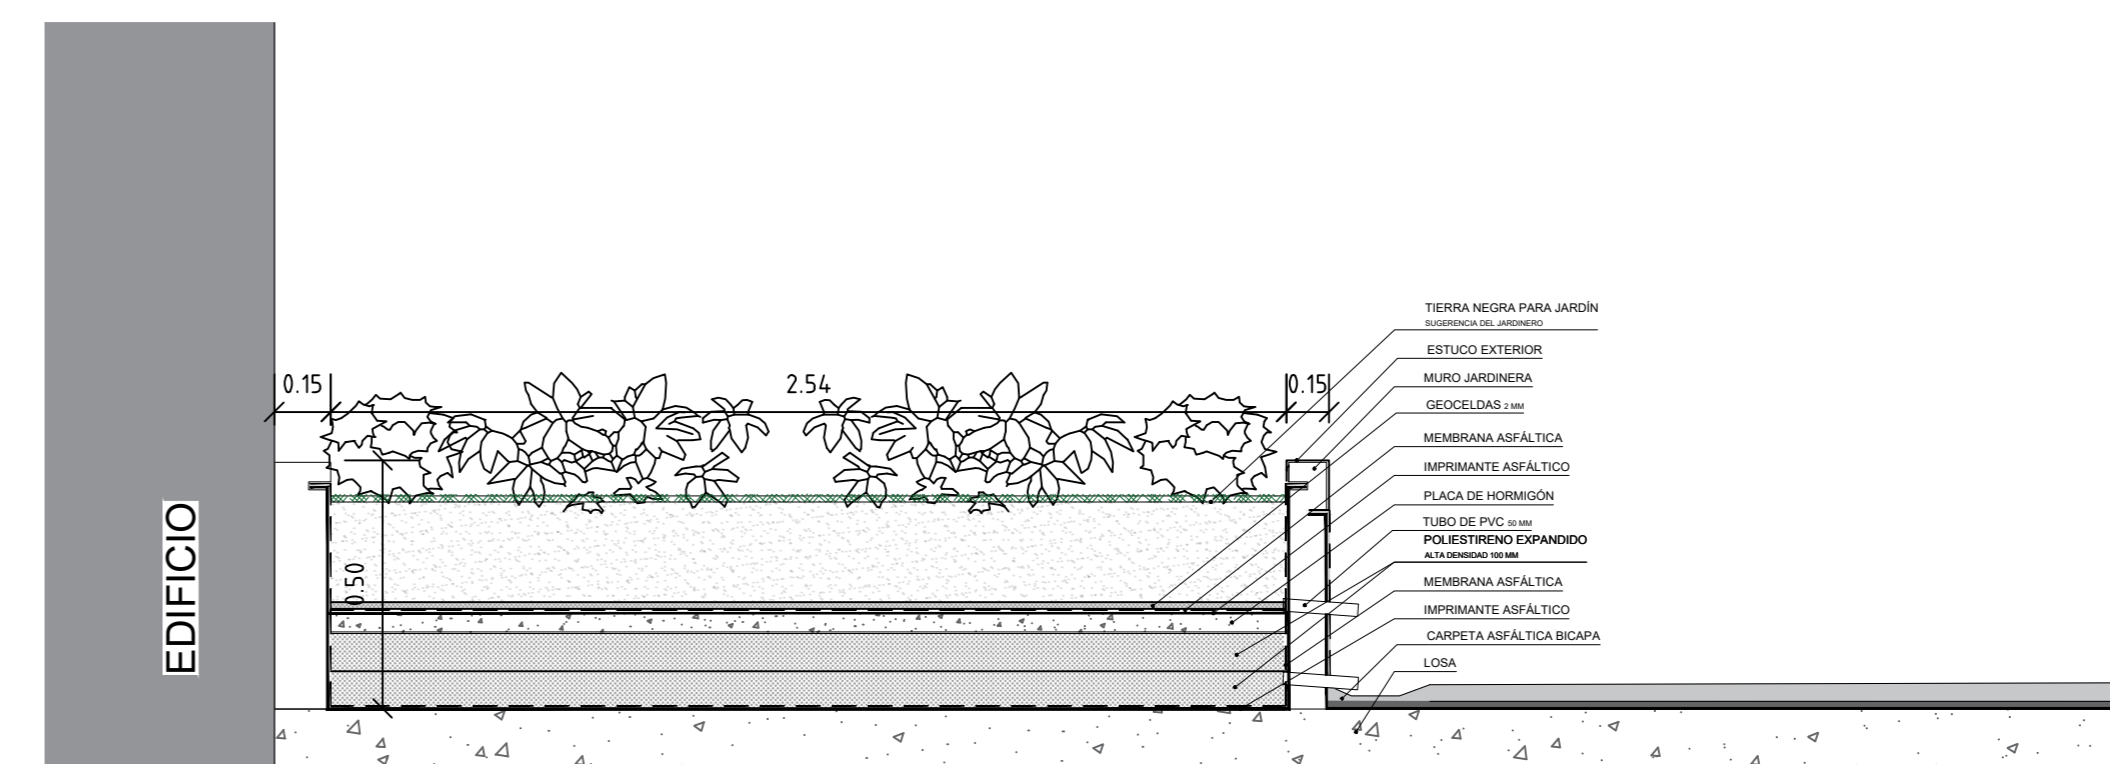 EDIFICIO
0.15
2.54
0.15
0.50
TIERRA NEGRA PARA JARDÍN
SUGERENCIA DEL JARDINERO
ESTUCO EXTERIOR
MURO JARDINERA
GEOCELDAS 2 MM
MEMBRANA ASFÁLTICA
IMPRIMANTE ASFÁLTICO
PLACA DE HORMIGÓN
TUBO DE PVC 50 MM
POLIESTIRENO EXPANDIDO
ALTA DENSIDAD 100 MM
MEMBRANA ASFÁLTICA
IMPRIMANTE ASFÁLTICO
CARPETA ASFÁLTICA BICAPA
LOSA